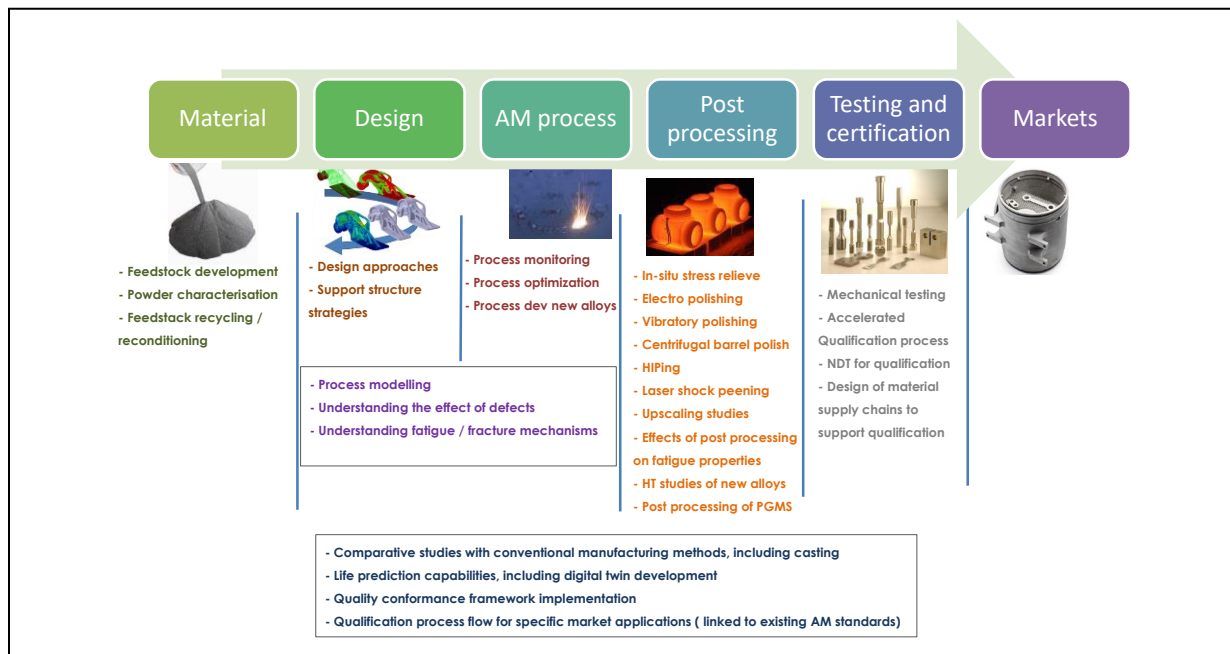 Material
Design
AM process
Post
processing
Testing and
certification
Markets
- Feedstock development
- Powder characterisation
- Feedstack recycling /
reconditioning
- Design approaches
- Support structure
strategies
- Process monitoring
- Process optimization
- Process dev new alloys
- Process modelling
- Understanding the effect of defects
- Understanding fatigue / fracture mechanisms
- In-situ stress relieve
- Electro polishing
- Vibratory polishing
- Centrifugal barrel polish
- HIPing
- Laser shock peening
- Upscaling studies
- Effects of post processing
on fatigue properties
- HT studies of new alloys
- Post processing of PGMS
- Mechanical testing
- Accelerated
Qualification process
- NDT for qualification
- Design of material
supply chains to
support qualification
- Comparative studies with conventional manufacturing methods, including casting
- Life prediction capabilities, including digital twin development
- Quality conformance framework implementation
- Qualification process flow for specific market applications ( linked to existing AM standards)